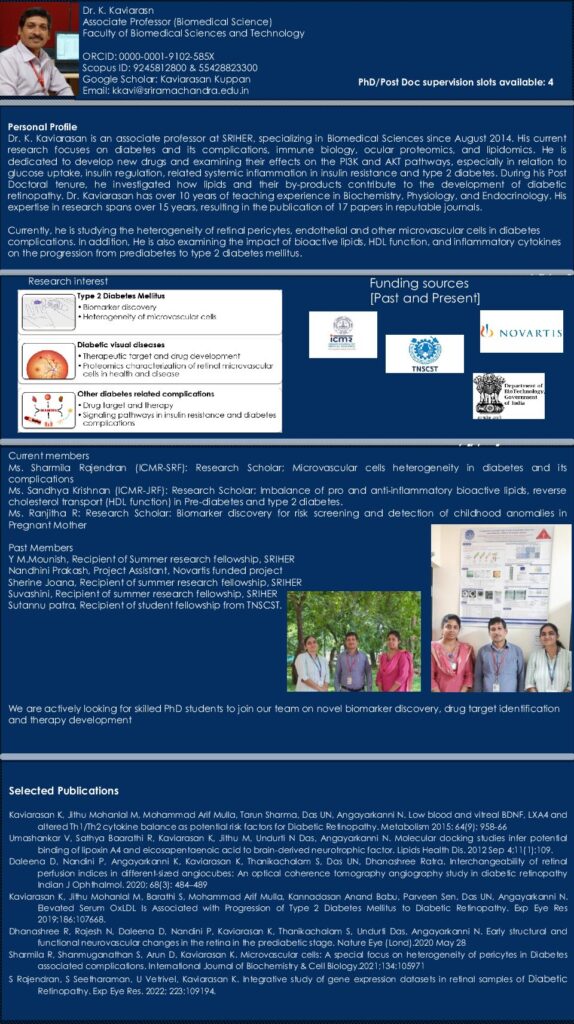 Dr. K. Kaviarasn
Associate Professor (Biomedical Science)
Faculty of Biomedical Sciences and Technology
ORCID: 0000-0001-9102-585X
Scopus ID: 9245812800 & 55428823300
Google Scholar: Kaviarasan Kuppan
Email: kkavi@sriramachandra.edu.in
PhD/Post Doc supervision slots available: 4
Personal Profile
Dr. K. Kaviarasan is an associate professor at SRIHER, specializing in Biomedical Sciences since August 2014. His current
research focuses on diabetes and its complications, immune biology, ocular proteomics, and lipidomics. He is
dedicated to develop new drugs and examining their effects on the PI3K and AKT pathways, especially in relation to
glucose uptake, insulin regulation, related systemic inflammation in insulin resistance and type 2 diabetes. During his Post
Doctoral tenure, he investigated how lipids and their by-products contribute to the development of diabetic
retinopathy. Dr. Kaviarasan has over 10 years of teaching experience in Biochemistry, Physiology, and Endocrinology. His
expertise in research spans over 15 years, resulting in the publication of 17 papers in reputable journals.
Currently, he is studying the heterogeneity of retinal pericytes, endothelial and other microvascular cells in diabetes
complications. In addition, He is also examining the impact of bioactive lipids, HDL function, and inflammatory cytokines
on the progression from prediabetes to type 2 diabetes mellitus.
Research interest
Type 2 Diabetes Mellitus
• Biomarker discovery
• Heterogeneity of microvascular cells
Diabetic visual diseases
• Therapeutic target and drug development
• Proteomics characterization of retinal microvascular
cells in health and disease
Other diabetes related complications
• Drug target and therapy
• Signaling pathways in insulin resistance and diabetes
complications
Funding sources
[Past and Present]
icmr
TNSCST
NOVARTIS
Department of
BioTechnology,
Government
of India
Current members
Ms. Sharmila Rajendran (ICMR-SRF): Research Scholar; Microvascular cells heterogeneity in diabetes and its
complications
Ms. Sandhya Krishnan (ICMR-JRF): Research Scholar; Imbalance of pro and anti-inflammatory bioactive lipids, reverse
cholesterol transport (HDL function) in Pre-diabetes and type 2 diabetes.
Ms. Ranjitha R: Research Scholar: Biomarker discovery for risk screening and detection of childhood anomalies in
Pregnant Mother
Past Members
Y M.Mounish, Recipient of Summer research fellowship, SRIHER
Nandhini Prakash, Project Assistant, Novartis funded project
Sherine Joana, Recipient of summer research fellowship, SRIHER
Suvashini, Recipient of summer research fellowship, SRIHER
Sutannu patra, Recipient of student fellowship from TNSCST.
We are actively looking for skilled PhD students to join our team on novel biomarker discovery, drug target identification
and therapy development
Selected Publications
Kaviarasan K, Jithu Mohanlal M, Mohammad Arif Mulla, Tarun Sharma, Das UN, Angayarkanni N. Low blood and vitreal BDNF, LXA4 and
altered Th1/Th2 cytokine balance as potential risk factors for Diabetic Retinopathy. Metabolism 2015: 64(9); 958-66
Umashankar V, Sathya Baarathi R, Kaviarasan K, Jithu M, Undurti N Das, Angayarkanni N. Molecular docking studies infer potential
binding of lipoxin A4 and eicosapentaenoic acid to brain-derived neurotrophic factor. Lipids Health Dis. 2012 Sep 4;11(1):109.
Daleena D, Nandini P, Angayarkanni K, Kaviarasan K, Thanikachalam S, Das UN, Dhanashree Ratra. Interchangeability of retinal
perfusion indices in different-sized angiocubes: An optical coherence tomography angiography study in diabetic retinopathy
Indian J Ophthalmol. 2020; 68(3): 484–489
Kaviarasan K, Jithu Mohanlal M, Barathi S, Mohammad Arif Mulla, Kannadasan Anand Babu, Parveen Sen, Das UN, Angayarkanni N.
Elevated Serum OxLDL Is Associated with Progression of Type 2 Diabetes Mellitus to Diabetic Retinopathy. Exp Eye Res
2019;186:107668.
Dhanashree R, Rajesh N, Daleena D, Nandini P, Kaviarasan K, Thanikachalam S, Undurti Das, Angayarkanni N. Early structural and
functional neurovascular changes in the retina in the prediabetic stage. Nature Eye (Lond).2020 May 28
Sharmila R, Shanmuganathan S, Arun D, Kaviarasan K. Microvascular cells: A special focus on heterogeneity of pericytes in Diabetes
associated complications. International Journal of Biochemistry & Cell Biology.2021;134:105971
S Rajendran, S Seetharaman, U Vetrivel, Kaviarasan K. Integrative study of gene expression datasets in retinal samples of Diabetic
Retinopathy. Exp Eye Res. 2022; 223;109194.